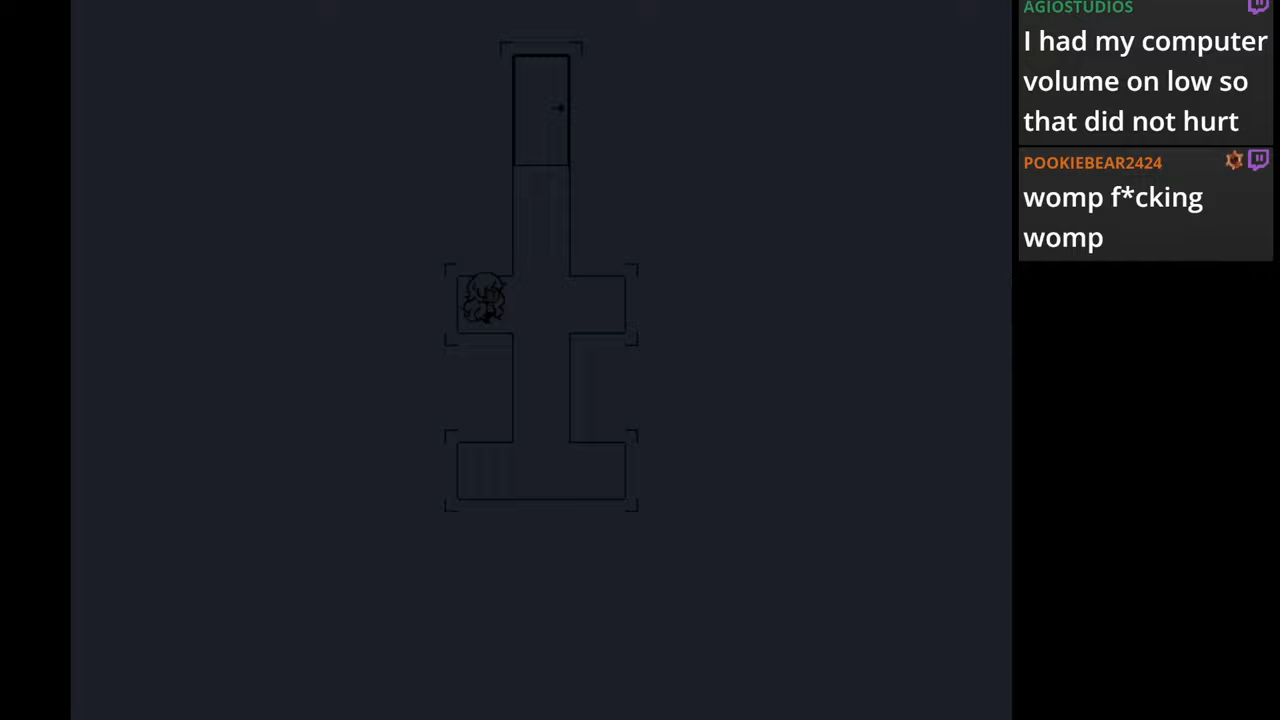 AGIOSTUDIOS
I had my computer
volume on low so
that did not hurt
POOKIEBEAR2424
womp f*cking
womp